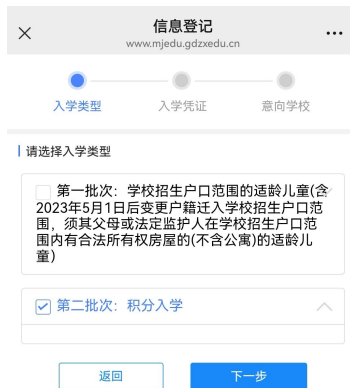 信息登记
www.mjedu.gdzxedu.cn
入学类型
入学凭证
意向学校
请选择入学类型
第一批次：学校招生户口范围的适龄儿童(含
2023年5月1日后变更户籍迁入学校招生户口范
围，须其父母或法定监护人在学校招生户口范
围内有合法所有权房屋的(不含公寓)的适龄儿
童)
第二批次：积分入学
返回
下一步